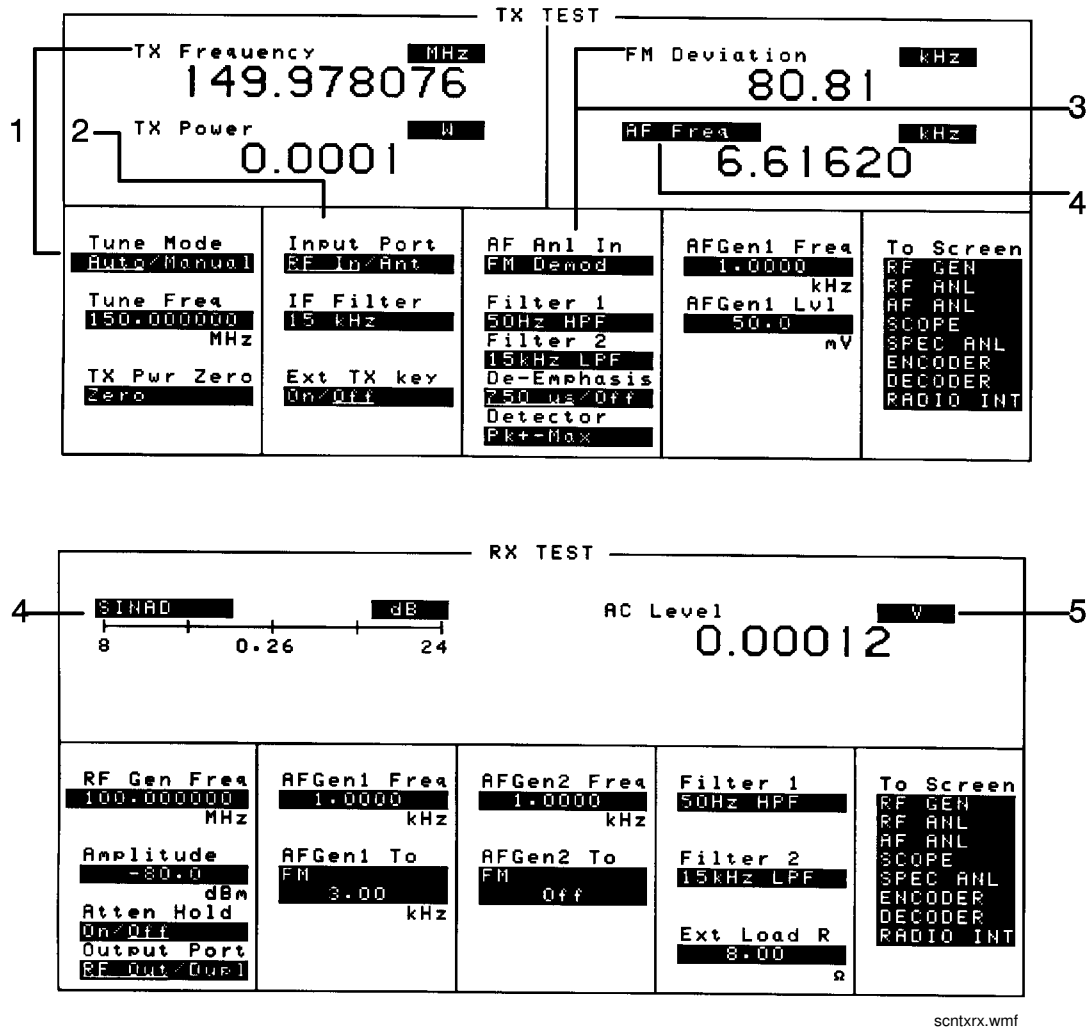 TX TEST
TX Frequency MHz
149.978076
TX Power W
0.0001
FM Deviation kHz
80.81
AF Freq kHz
6.61620
1
2
3
4
Tune Mode
Auto/Manual
Tune Freq
150.000000
MHz
TX Pwr Zero
Zero
Input Port
RF In/Ant
IF Filter
15 kHz
Ext TX key
On/Off
AF Anl In
FM Demod
Filter 1
50Hz HPF
Filter 2
15kHz LPF
De-Emphasis
750 us/Off
Detector
Pk+-Max
AFGen1 Freq
1.0000
kHz
AFGen1 Lvl
50.0
mV
To Screen
RF GEN
RF ANL
AF ANL
SCOPE
SPEC ANL
ENCODER
DECODER
RADIO INT
RX TEST
4
SINAD dB
8 0.26 24
AC Level V
0.00012
5
RF Gen Freq
100.000000
MHz
Amplitude
-80.0
dBm
Atten Hold
On/Off
Output Port
RF Out/Dupl
AFGen1 Freq
1.0000
kHz
AFGen1 To
FM
3.00
kHz
AFGen2 Freq
1.0000
kHz
AFGen2 To
FM
Off
Filter 1
50Hz HPF
Filter 2
15kHz LPF
Ext Load R
8.00
Ω
To Screen
RF GEN
RF ANL
AF ANL
SCOPE
SPEC ANL
ENCODER
DECODER
RADIO INT
scntxrx.wmf